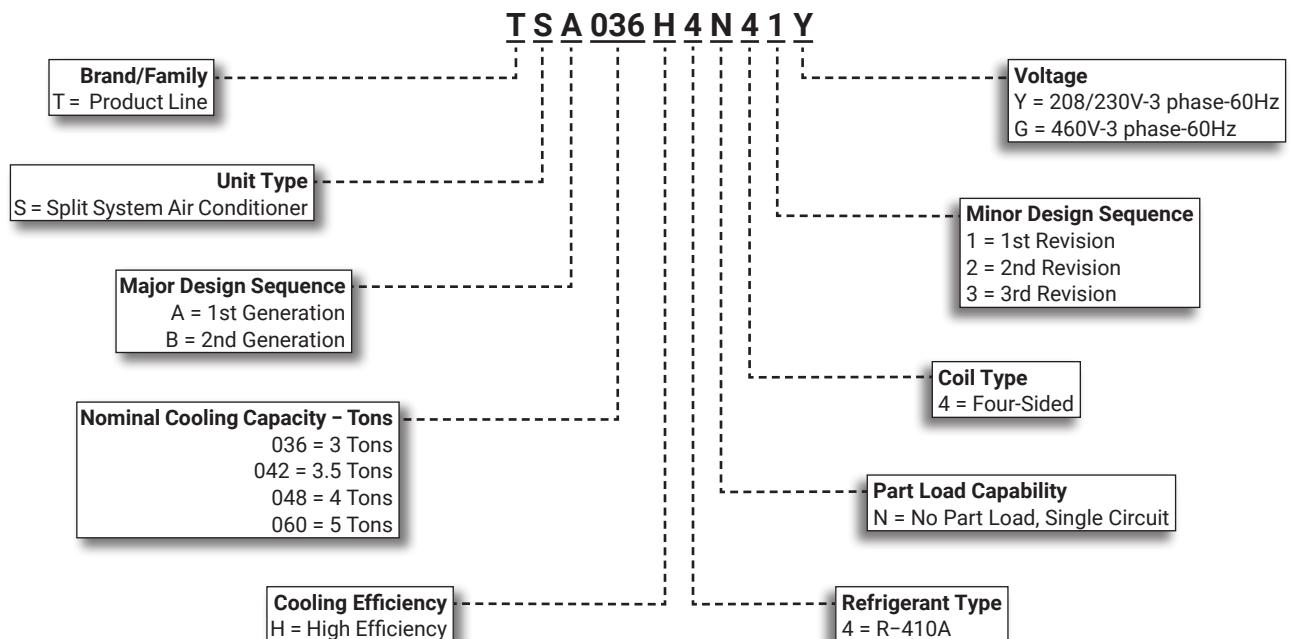 T S A 036 H 4 N 4 1 Y
Brand/Family
T = Product Line
Voltage
Y = 208/230V-3 phase-60Hz
G = 460V-3 phase-60Hz
Unit Type
S = Split System Air Conditioner
Minor Design Sequence
1 = 1st Revision
2 = 2nd Revision
3 = 3rd Revision
Major Design Sequence
A = 1st Generation
B = 2nd Generation
Coil Type
4 = Four-Sided
Nominal Cooling Capacity – Tons
036 = 3 Tons
042 = 3.5 Tons
048 = 4 Tons
060 = 5 Tons
Part Load Capability
N = No Part Load, Single Circuit
Cooling Efficiency
H = High Efficiency
Refrigerant Type
4 = R–410A